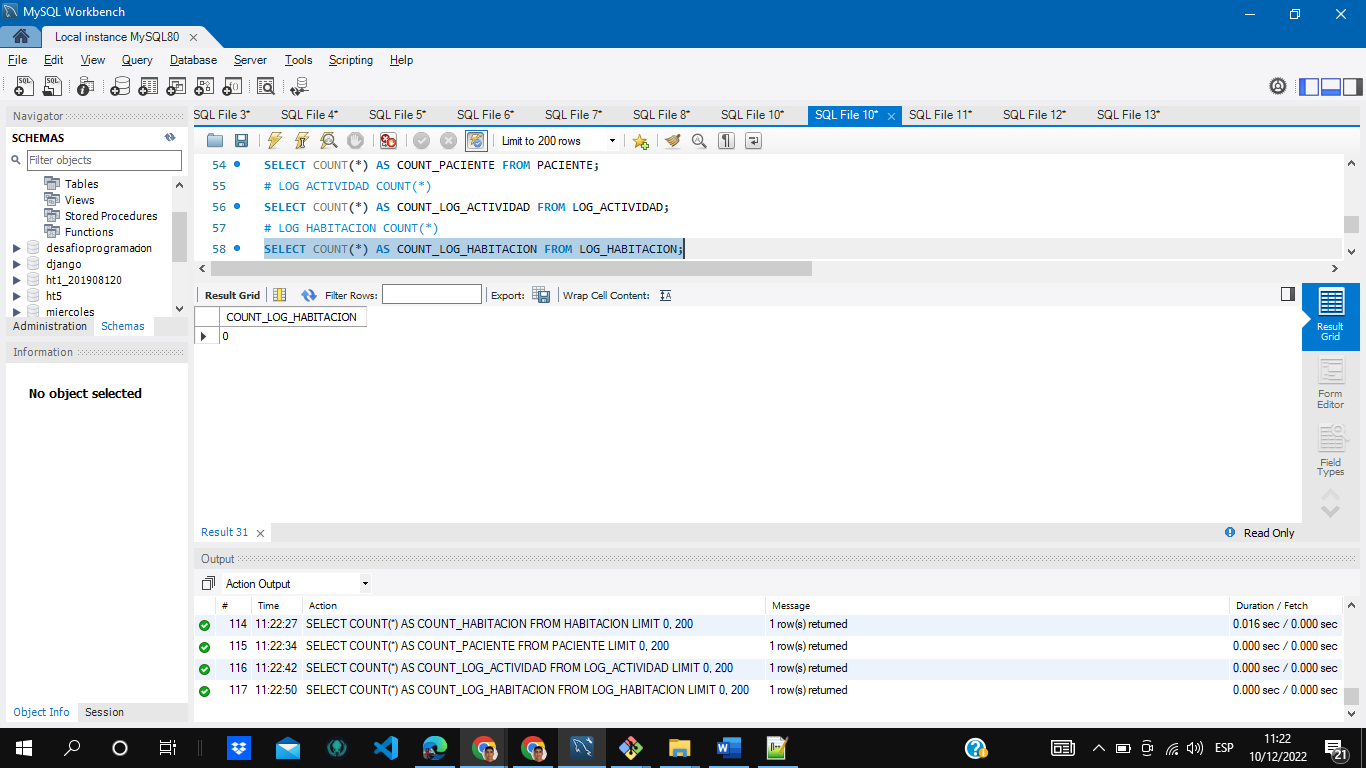 MySQL Workbench
Local instance MySQL80
File Edit View Query Database Server Tools Scripting Help
Navigator
SCHEMAS
Filter objects
Tables
Views
Stored Procedures
Functions
desafioprogramacion
django
ht1_201908120
ht5
miercoles
Administration Schemas
Information
No object selected
Object Info Session
SQL File 3* SQL File 4* SQL File 5* SQL File 6* SQL File 7* SQL File 8* SQL File 10* SQL File 10* SQL File 11* SQL File 12* SQL File 13*
Limit to 200 rows
54 SELECT COUNT(*) AS COUNT_PACIENTE FROM PACIENTE;
55 # LOG ACTIVIDAD COUNT(*)
56 SELECT COUNT(*) AS COUNT_LOG_ACTIVIDAD FROM LOG_ACTIVIDAD;
57 # LOG HABITACION COUNT(*)
58 SELECT COUNT(*) AS COUNT_LOG_HABITACION FROM LOG_HABITACION;
Result Grid Filter Rows: Export: Wrap Cell Content: IA
COUNT_LOG_HABITACION
0
Result Grid
Form Editor
Field Types
Result 31
Read Only
Output
Action Output
# Time Action Message Duration / Fetch
114 11:22:27 SELECT COUNT(*) AS COUNT_HABITACION FROM HABITACION LIMIT 0, 200 1 row(s) returned 0.016 sec / 0.000 sec
115 11:22:34 SELECT COUNT(*) AS COUNT_PACIENTE FROM PACIENTE LIMIT 0, 200 1 row(s) returned 0.000 sec / 0.000 sec
116 11:22:42 SELECT COUNT(*) AS COUNT_LOG_ACTIVIDAD FROM LOG_ACTIVIDAD LIMIT 0, 200 1 row(s) returned 0.000 sec / 0.000 sec
117 11:22:50 SELECT COUNT(*) AS COUNT_LOG_HABITACION FROM LOG_HABITACION LIMIT 0, 200 1 row(s) returned 0.000 sec / 0.000 sec
ESP
11:22
10/12/2022
21